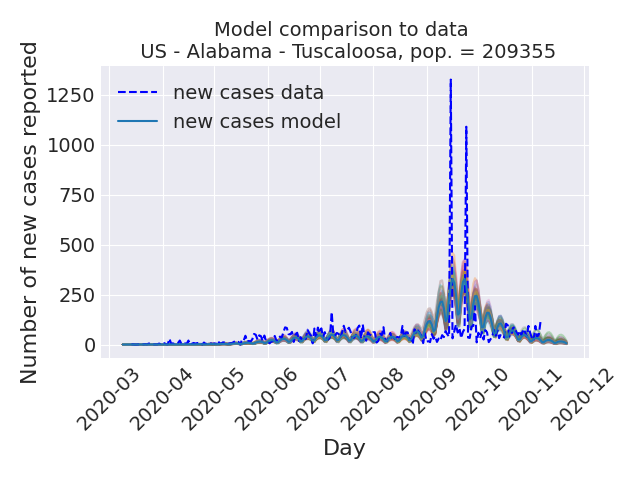 Model comparison to data
US - Alabama - Tuscaloosa, pop. = 209355
Number of new cases reported
1250
1000
750
500
250
0
new cases data
new cases model
2020-03
2020-04
2020-05
2020-06
2020-07
2020-08
2020-09
2020-10
2020-11
2020-12
Day